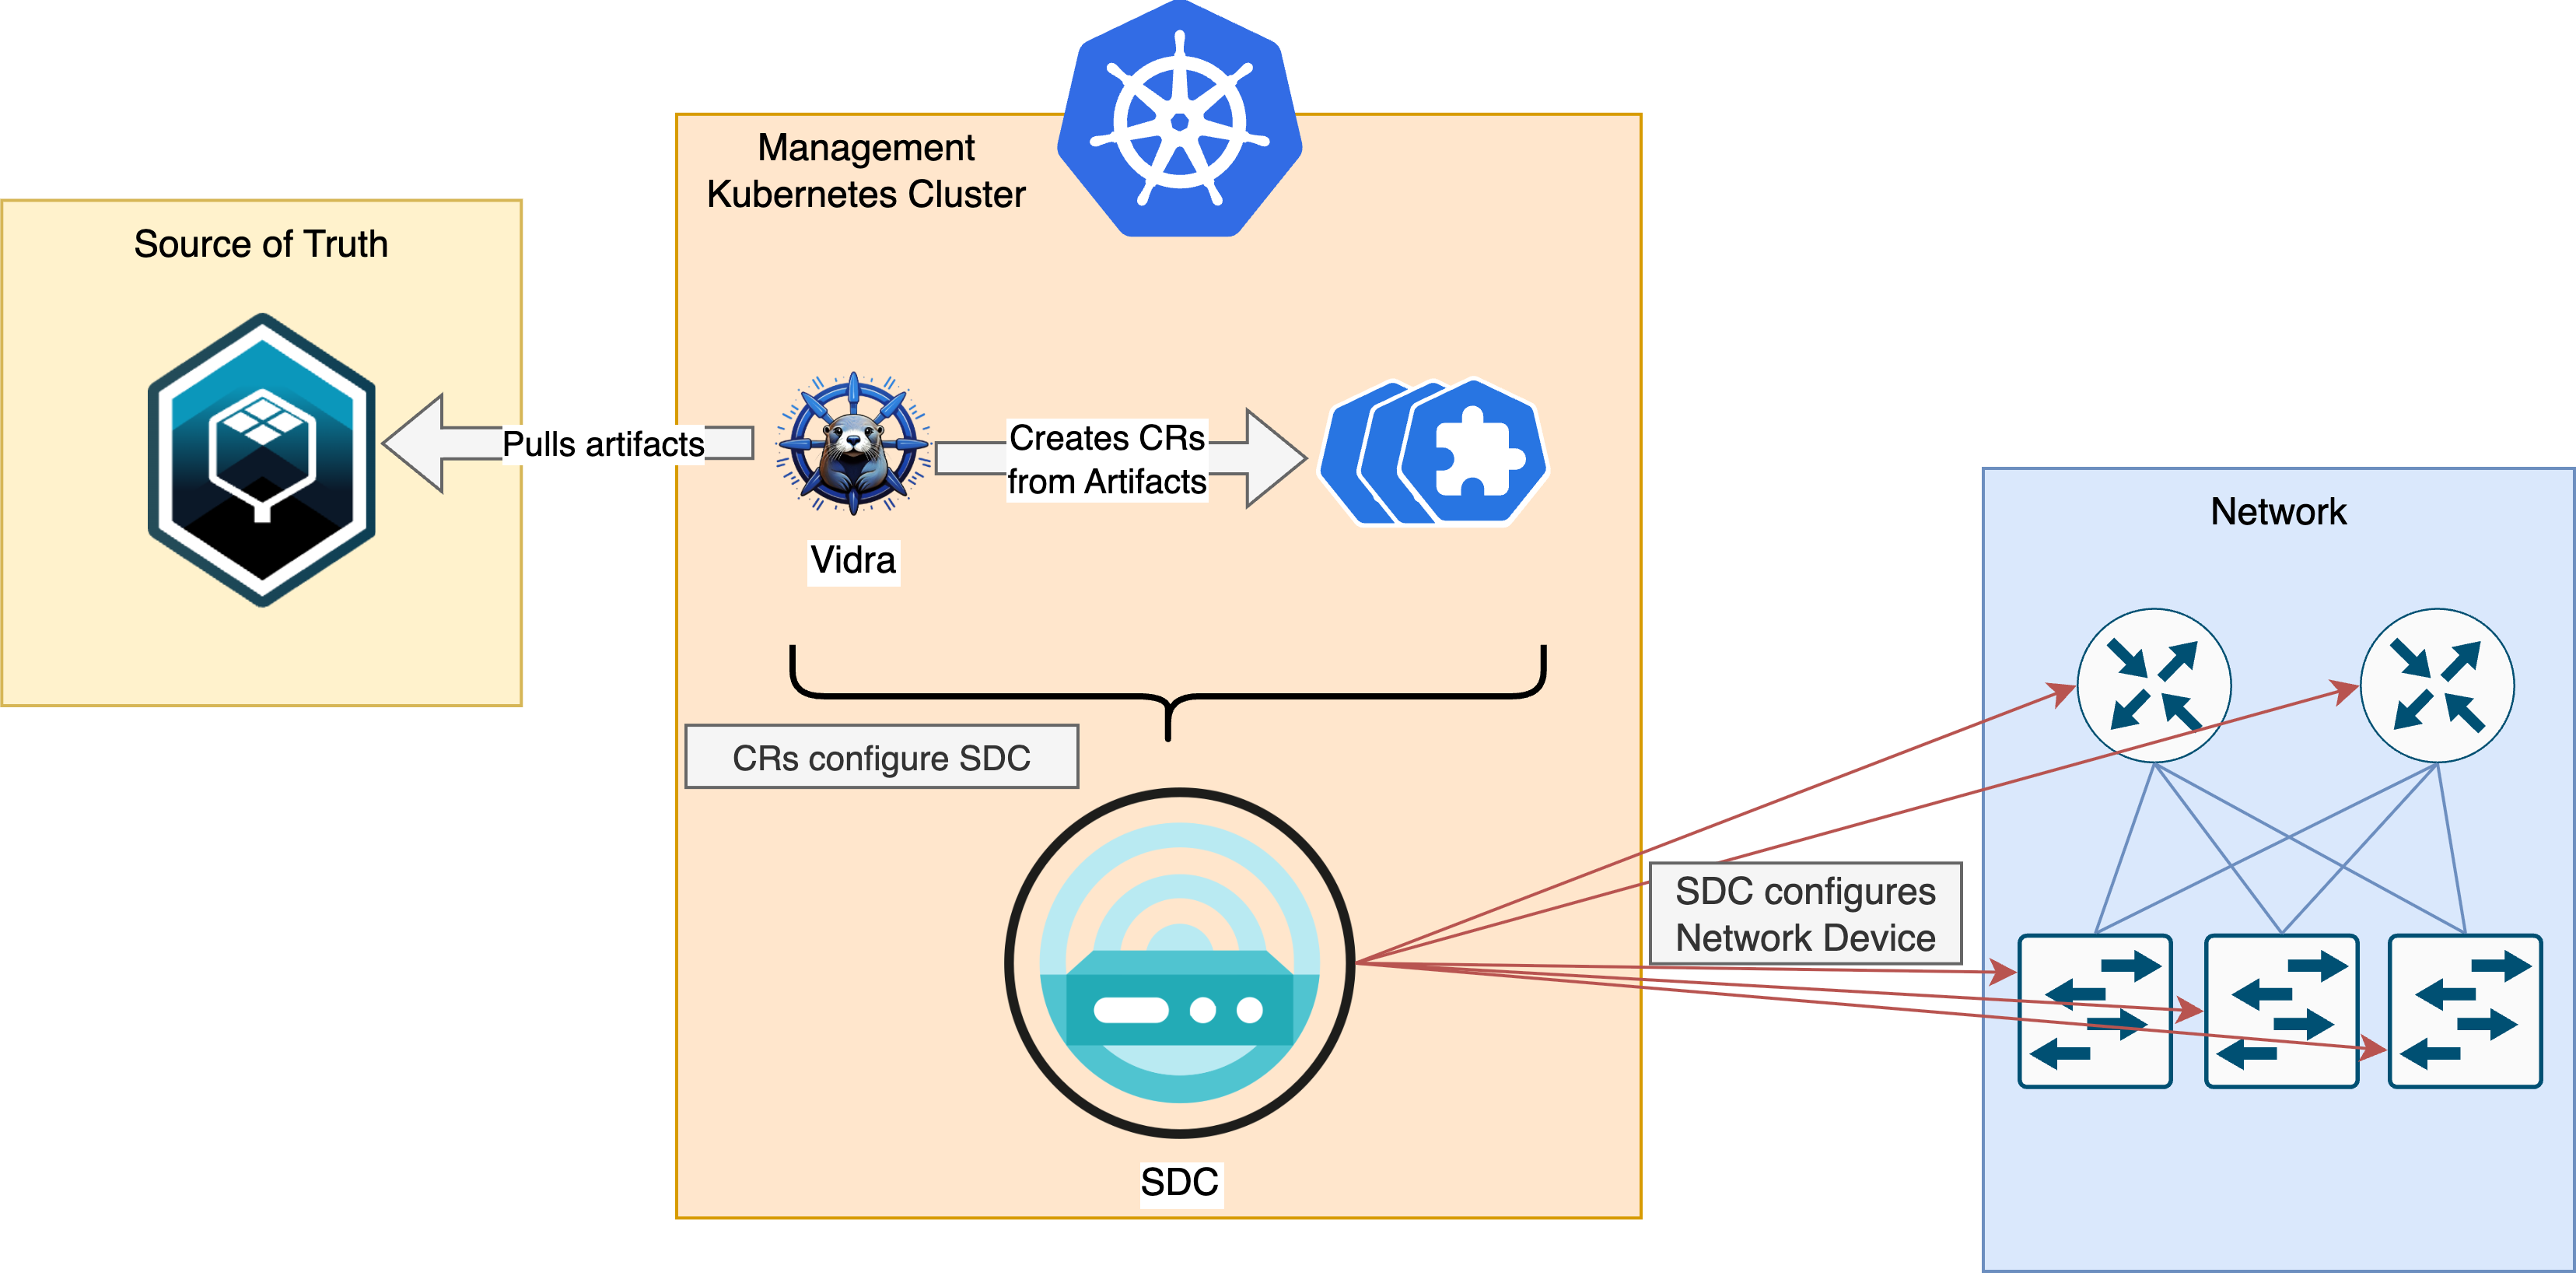 Management
Kubernetes Cluster
Source of Truth
Pulls artifacts
Creates CRs
from Artifacts
Vidra
Network
CRs configure SDC
SDC configures
Network Device
SDC